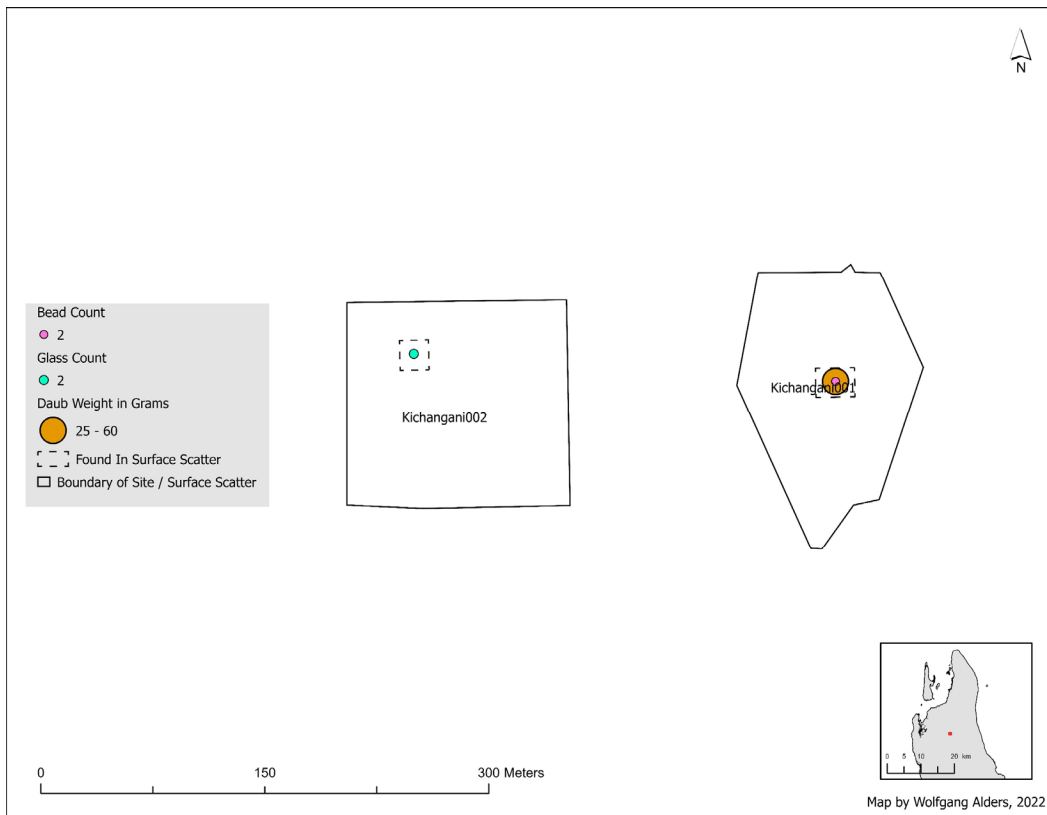 N
Bead Count
2
Glass Count
2
Daub Weight in Grams
25 - 60
Found In Surface Scatter
Boundary of Site / Surface Scatter
Kichangani002
Kichangani001
0 150 300 Meters
0 5 10 20 km
Map by Wolfgang Alders, 2022